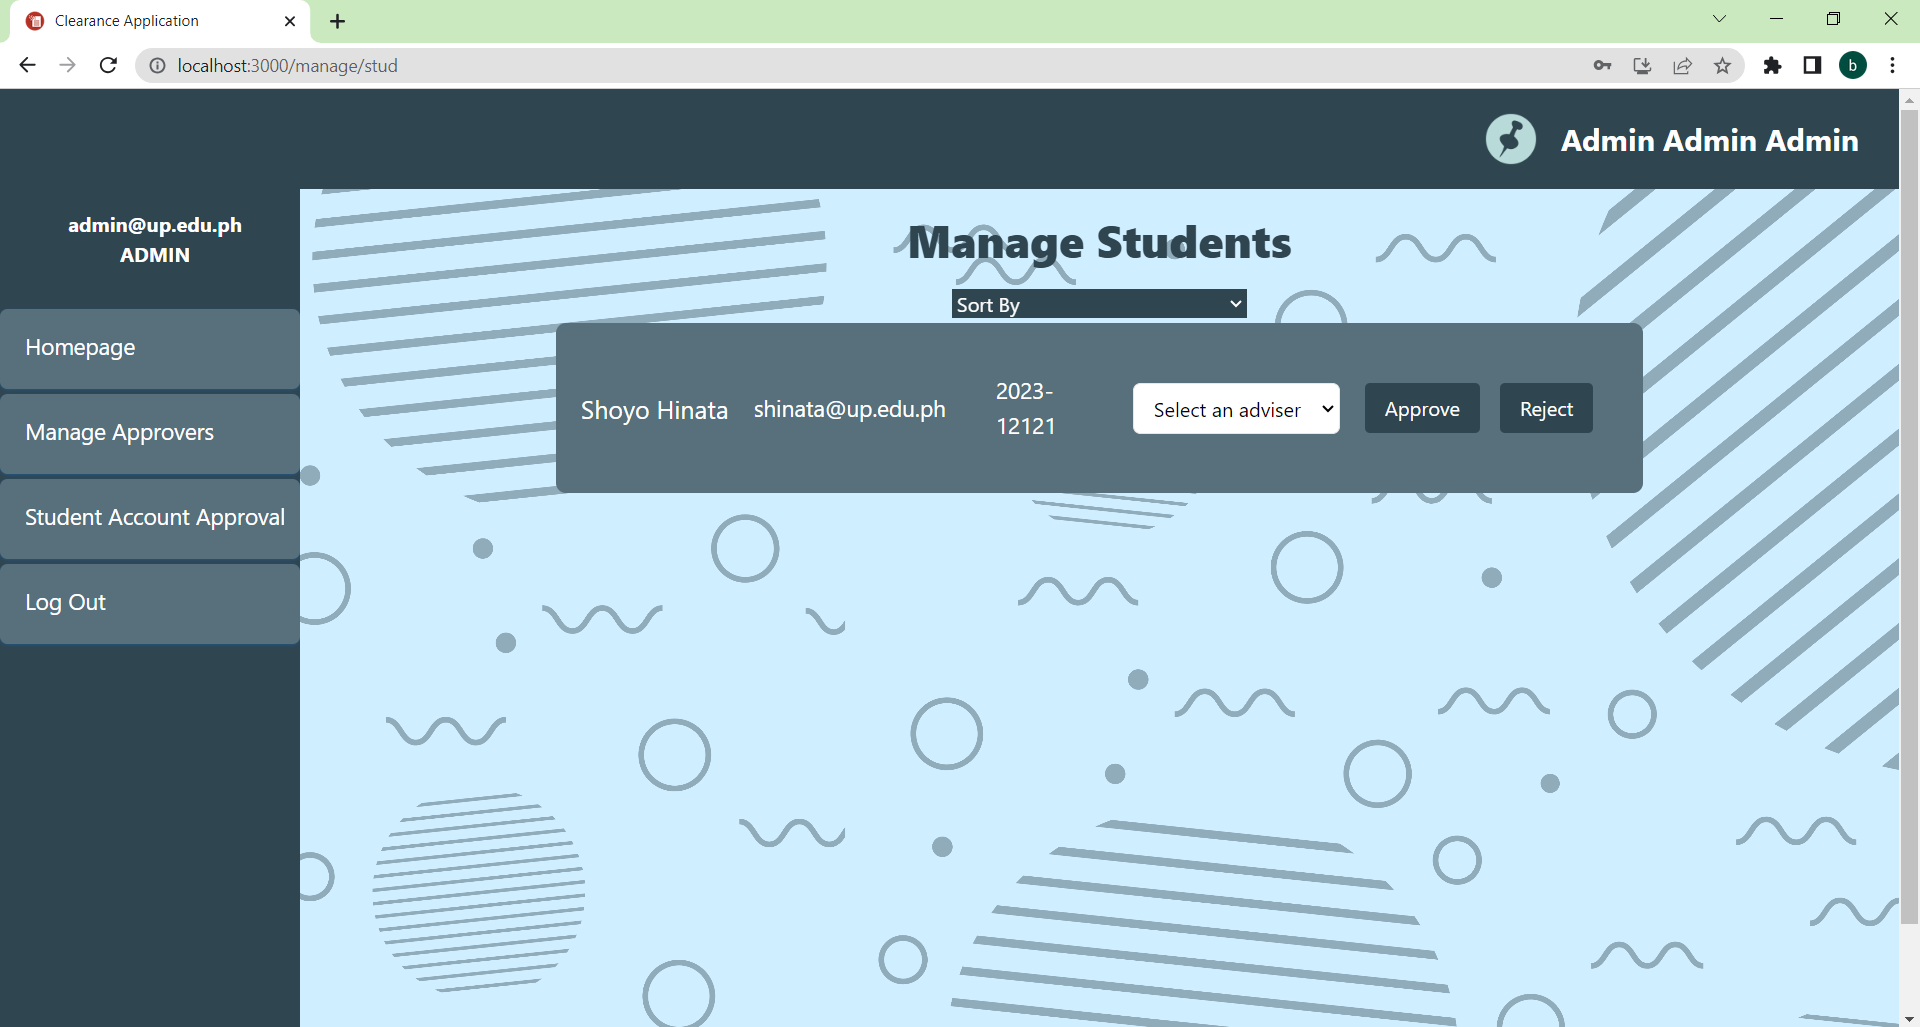 Clearance Application
localhost:3000/manage/stud
b
Admin Admin Admin
admin@up.edu.ph
ADMIN
Homepage
Manage Approvers
Student Account Approval
Log Out
Manage Students
Sort By
Shoyo Hinata
shinata@up.edu.ph
2023-
12121
Select an adviser
Approve
Reject